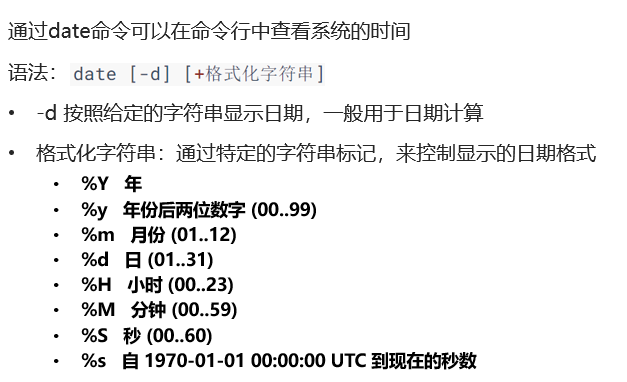 通过date命令可以在命令行中查看系统的时间
语法： date [-d] [+格式化字符串]
• -d 按照给定的字符串显示日期，一般用于日期计算
• 格式化字符串：通过特定的字符串标记，来控制显示的日期格式
• %Y 年
• %y 年份后两位数字 (00..99)
• %m 月份 (01..12)
• %d 日 (01..31)
• %H 小时 (00..23)
• %M 分钟 (00..59)
• %S 秒 (00..60)
• %s 自 1970-01-01 00:00:00 UTC 到现在的秒数